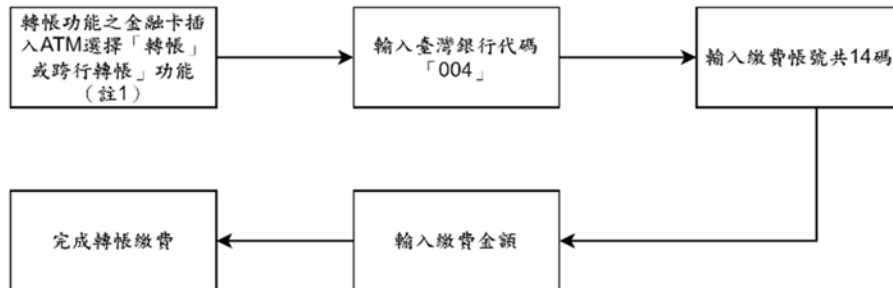 轉帳功能之金融卡插
入ATM選擇「轉帳」
或跨行轉帳」功能
（註1）
輸入臺灣銀行代碼
「004」
輸入繳費帳號共14碼
輸入繳費金額
完成轉帳繳費